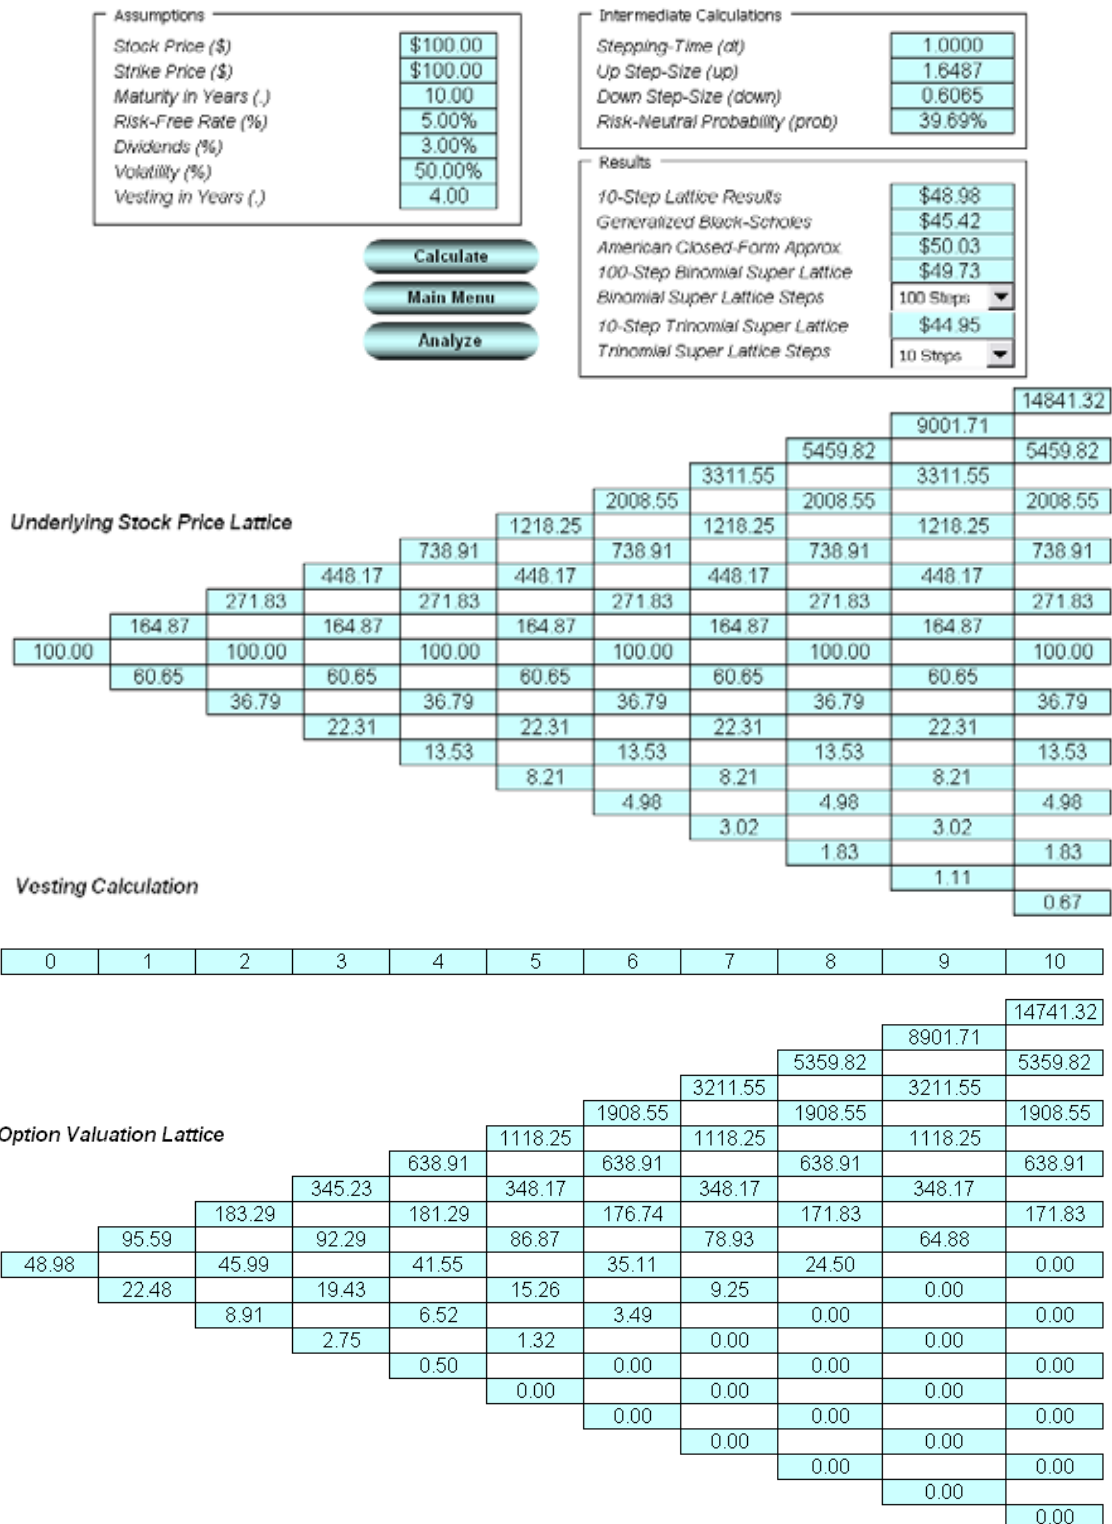 Assumptions
Stock Price ($) $100.00
Strike Price ($) $100.00
Maturity in Years (.) 10.00
Risk-Free Rate (%) 5.00%
Dividends (%) 3.00%
Volatility (%) 50.00%
Vesting in Years (.) 4.00
Calculate
Main Menu
Analyze
Intermediate Calculations
Stepping-Time (dt) 1.0000
Up Step-Size (up) 1.6487
Down Step-Size (down) 0.6065
Risk-Neutral Probability (prob) 39.69%
Results
10-Step Lattice Results $48.98
Generalized Black-Scholes $45.42
American Closed-Form Approx. $50.03
100-Step Binomial Super Lattice $49.73
Binomial Super Lattice Steps 100 Steps
10-Step Trinomial Super Lattice $44.95
Trinomial Super Lattice Steps 10 Steps
14841.32
9001.71
5459.82 5459.82
3311.55 3311.55
2008.55 2008.55 2008.55
Underlying Stock Price Lattice
1218.25 1218.25 1218.25
738.91 738.91 738.91 738.91
448.17 448.17 448.17 448.17
271.83 271.83 271.83 271.83 271.83
164.87 164.87 164.87 164.87 164.87
100.00 100.00 100.00 100.00 100.00 100.00
60.65 60.65 60.65 60.65 60.65
36.79 36.79 36.79 36.79 36.79
22.31 22.31 22.31 22.31
13.53 13.53 13.53 13.53
8.21 8.21 8.21
4.98 4.98 4.98
3.02 3.02
1.83 1.83
Vesting Calculation
1.11
0.67
0 1 2 3 4 5 6 7 8 9 10
14741.32
8901.71
5359.82 5359.82
3211.55 3211.55
1908.55 1908.55 1908.55
Option Valuation Lattice
1118.25 1118.25 1118.25
638.91 638.91 638.91 638.91
345.23 348.17 348.17 348.17
183.29 181.29 176.74 171.83 171.83
95.59 92.29 86.87 78.93 64.88
48.98 45.99 41.55 35.11 24.50 0.00
22.48 19.43 15.26 9.25 0.00
8.91 6.52 3.49 0.00 0.00
2.75 1.32 0.00 0.00
0.50 0.00 0.00 0.00
0.00 0.00 0.00
0.00 0.00 0.00
0.00 0.00
0.00 0.00
0.00
0.00